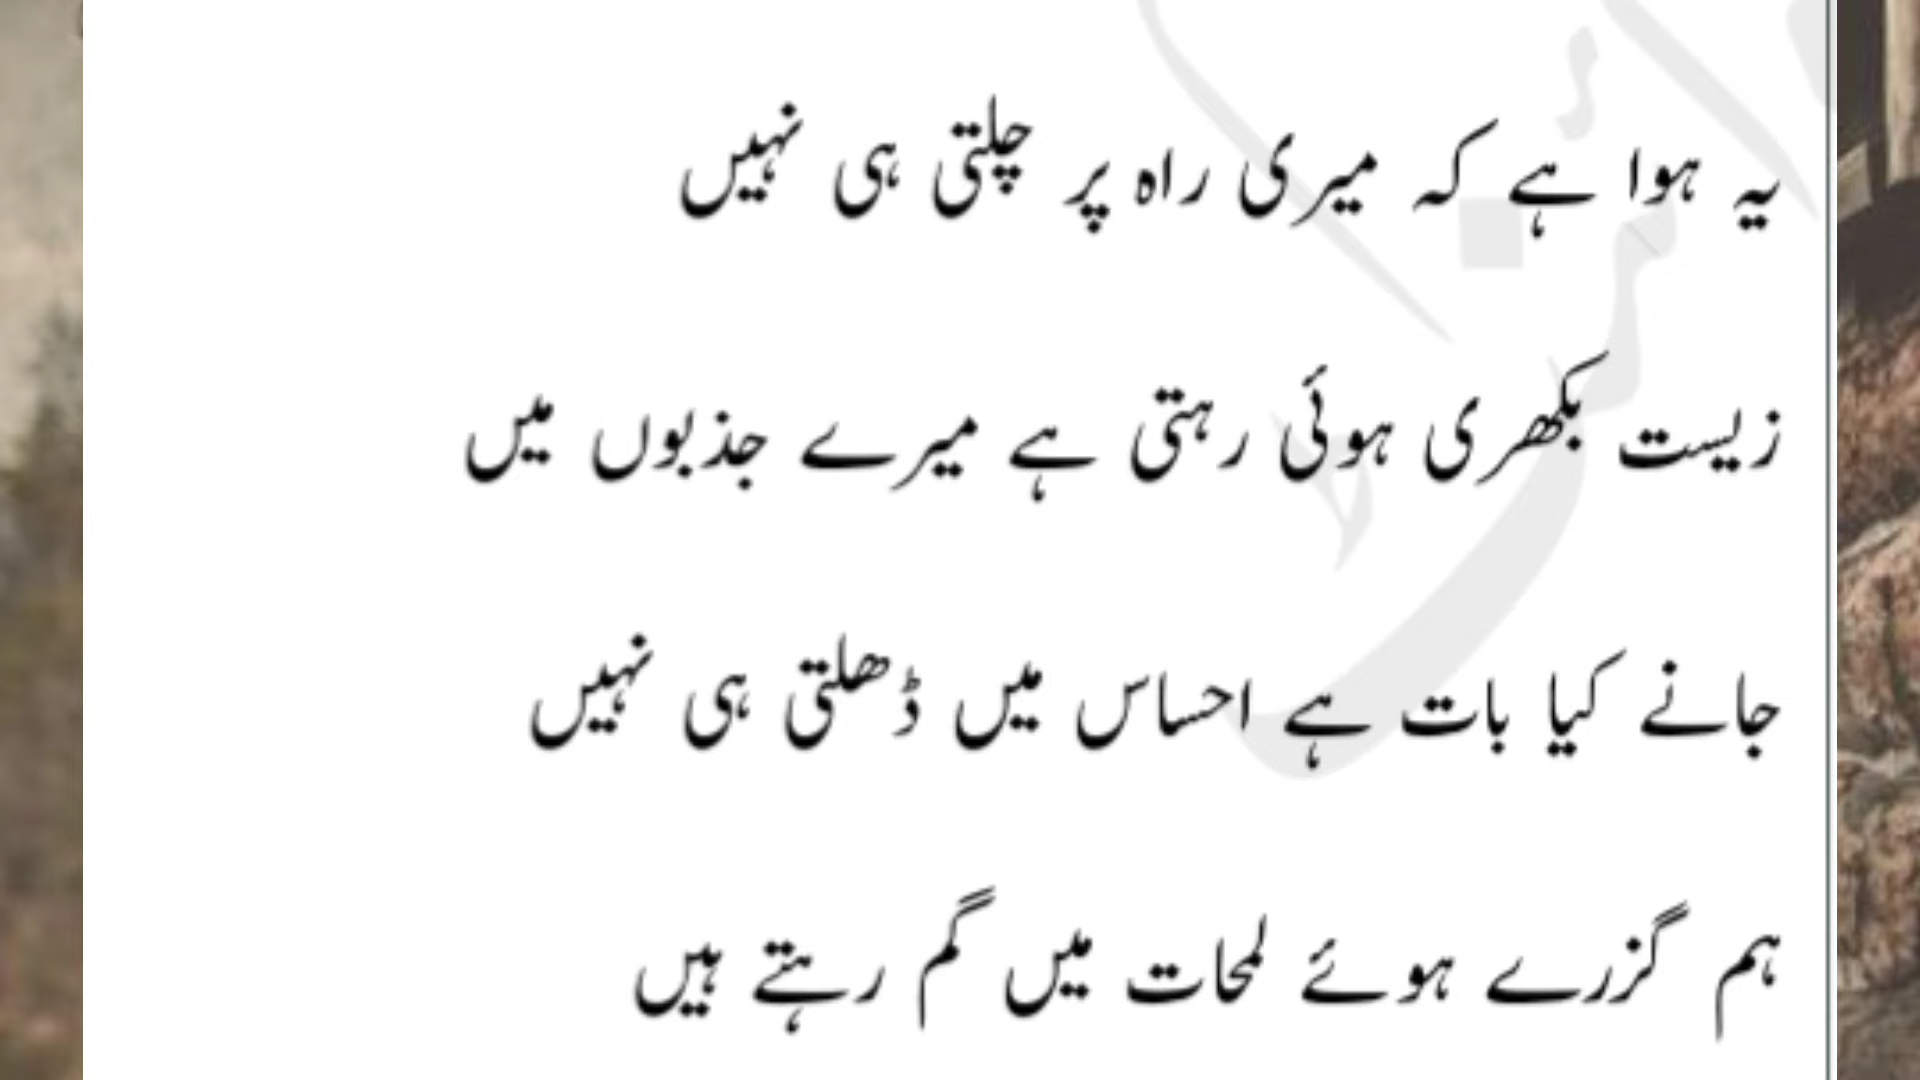 یہ ہوا ہے کہ میری راہ پر چلتی ہی نہیں
زیست بکھری ہوئی رہتی ہے میرے جذبوں میں
جانے کیا بات ہے احساس میں ڈھلتی ہی نہیں
ہم گزرے ہوئے لمحات میں گم رہتے ہیں